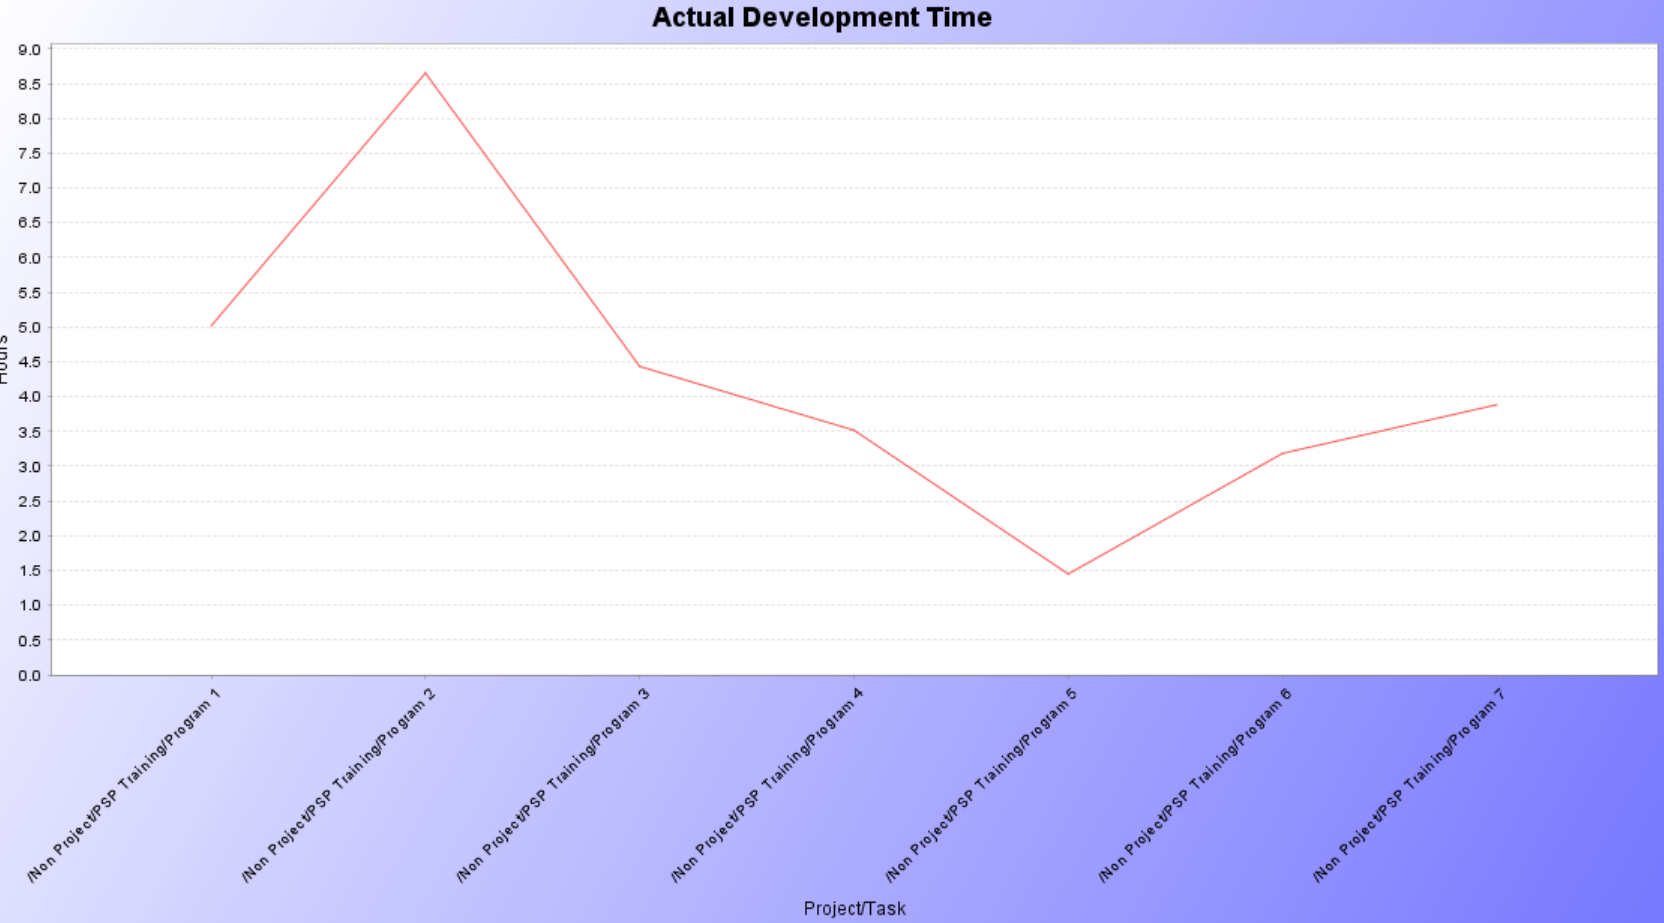 Actual Development Time
Hours
9.0
8.5
8.0
7.5
7.0
6.5
6.0
5.5
5.0
4.5
4.0
3.5
3.0
2.5
2.0
1.5
1.0
0.5
0.0
/Non Project/PSP Training/Program 1
/Non Project/PSP Training/Program 2
/Non Project/PSP Training/Program 3
/Non Project/PSP Training/Program 4
/Non Project/PSP Training/Program 5
/Non Project/PSP Training/Program 6
/Non Project/PSP Training/Program 7
Project/Task